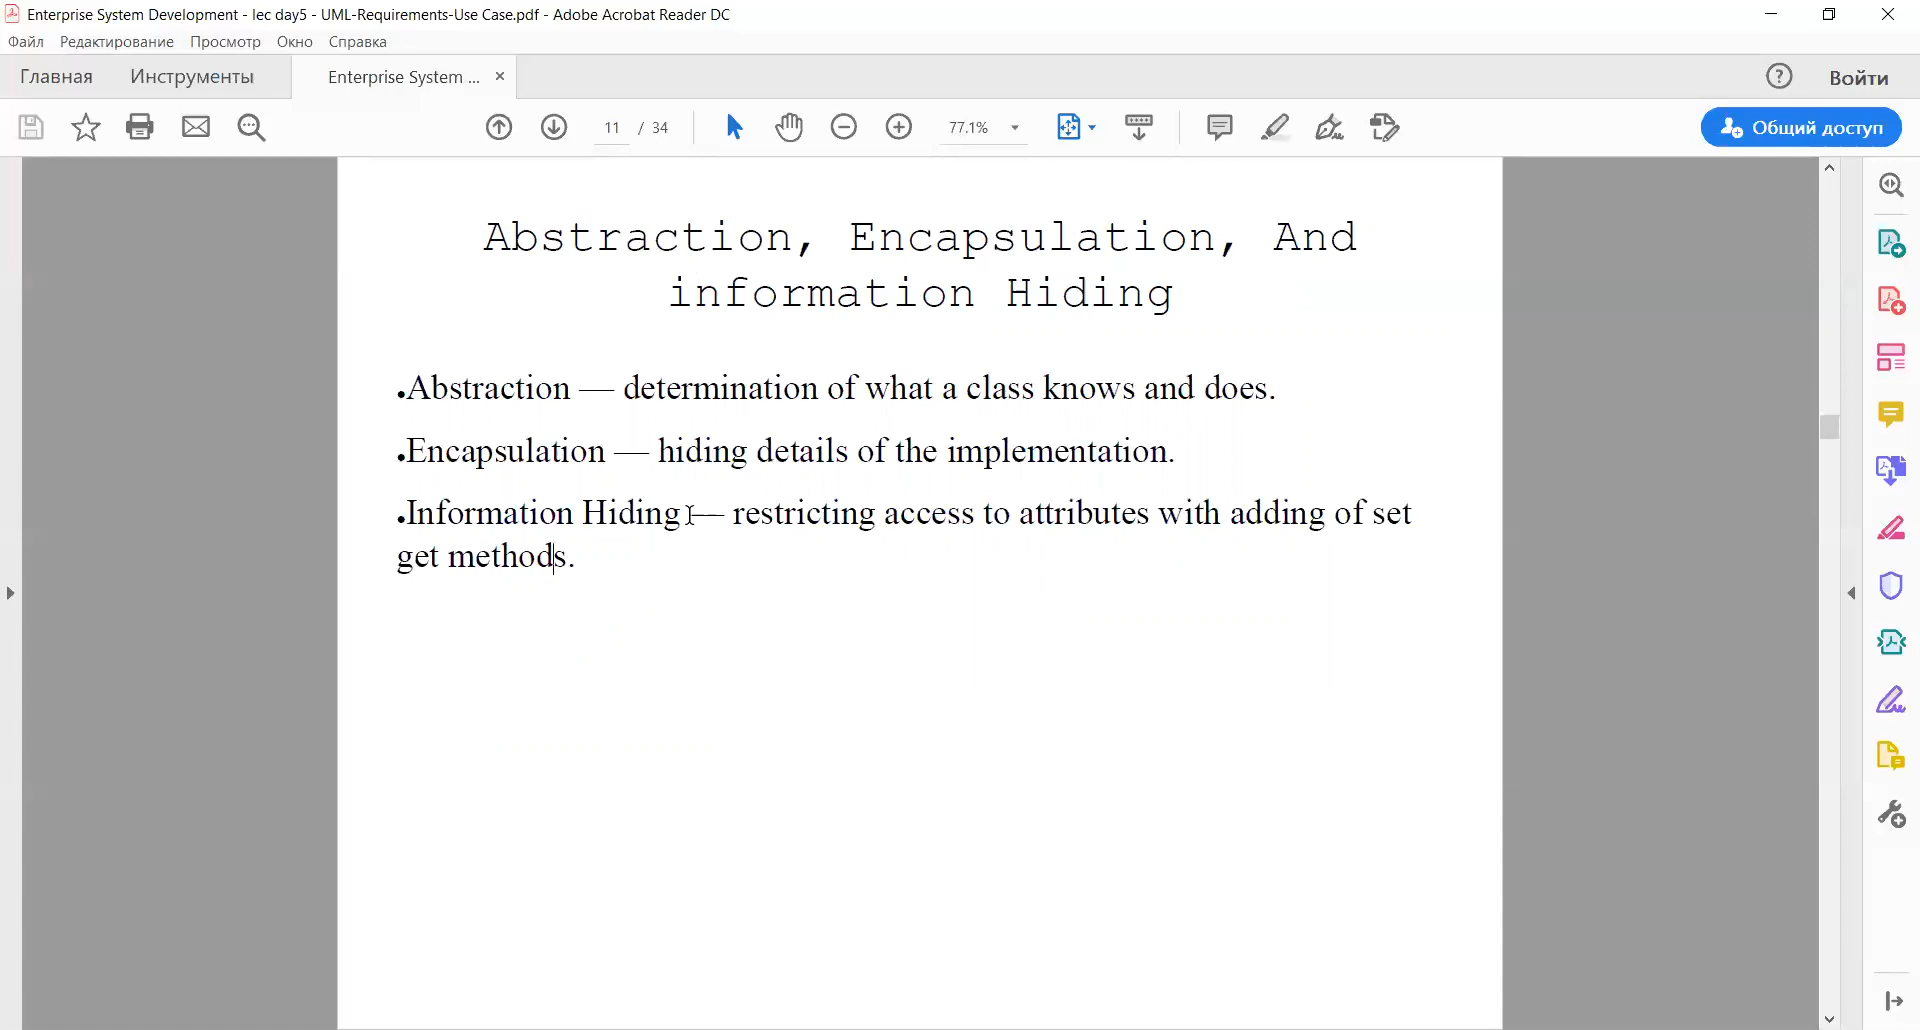 Enterprise System Development - lec day5 - UML-Requirements-Use Case.pdf - Adobe Acrobat Reader DC
Файл Редактирование Просмотр Окно Справка
Главная Инструменты Enterprise System ... Войти
11 / 34 77.1% Общий доступ
Abstraction, Encapsulation, And
information Hiding
•Abstraction — determination of what a class knows and does.
•Encapsulation — hiding details of the implementation.
•Information Hiding — restricting access to attributes with adding of set
get methods.